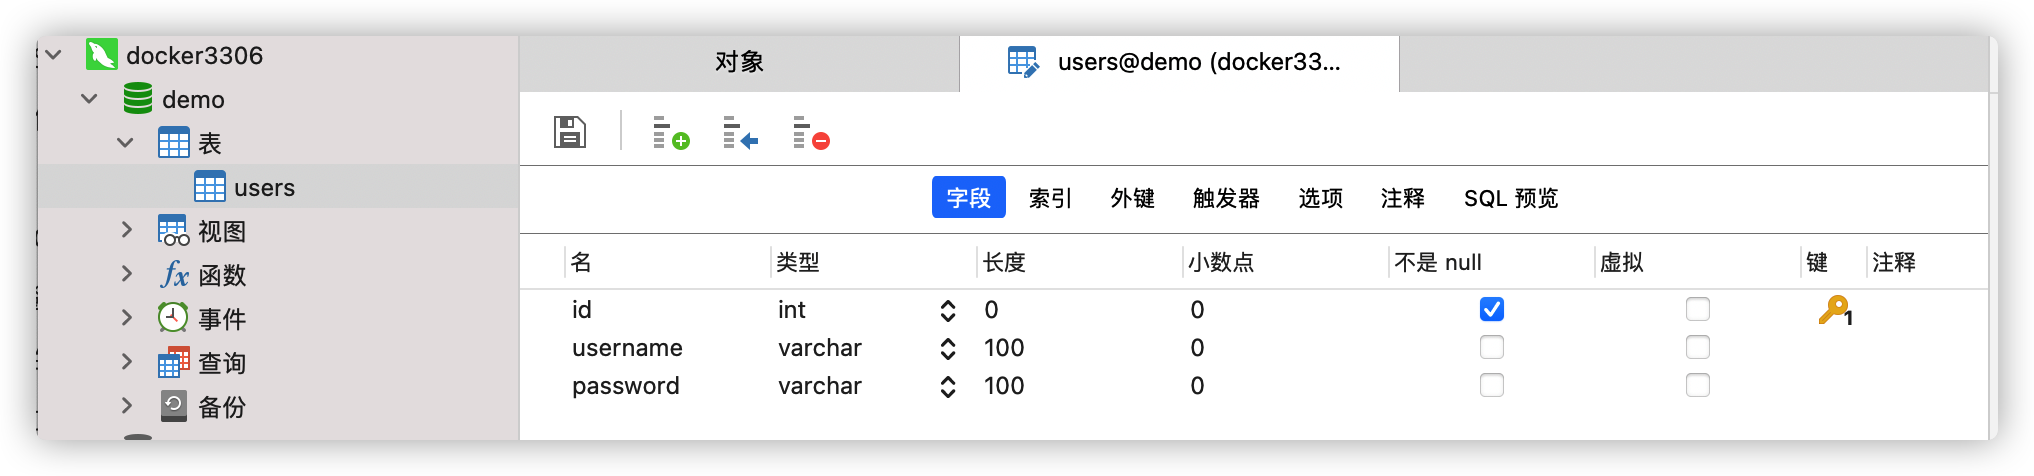 docker3306
demo
表
users
视图
函数
事件
查询
备份
对象
users@demo (docker33...
字段 索引 外键 触发器 选项 注释 SQL 预览
名 类型 长度 小数点 不是 null 虚拟 键 注释
id int 0 0 1
username varchar 100 0
password varchar 100 0